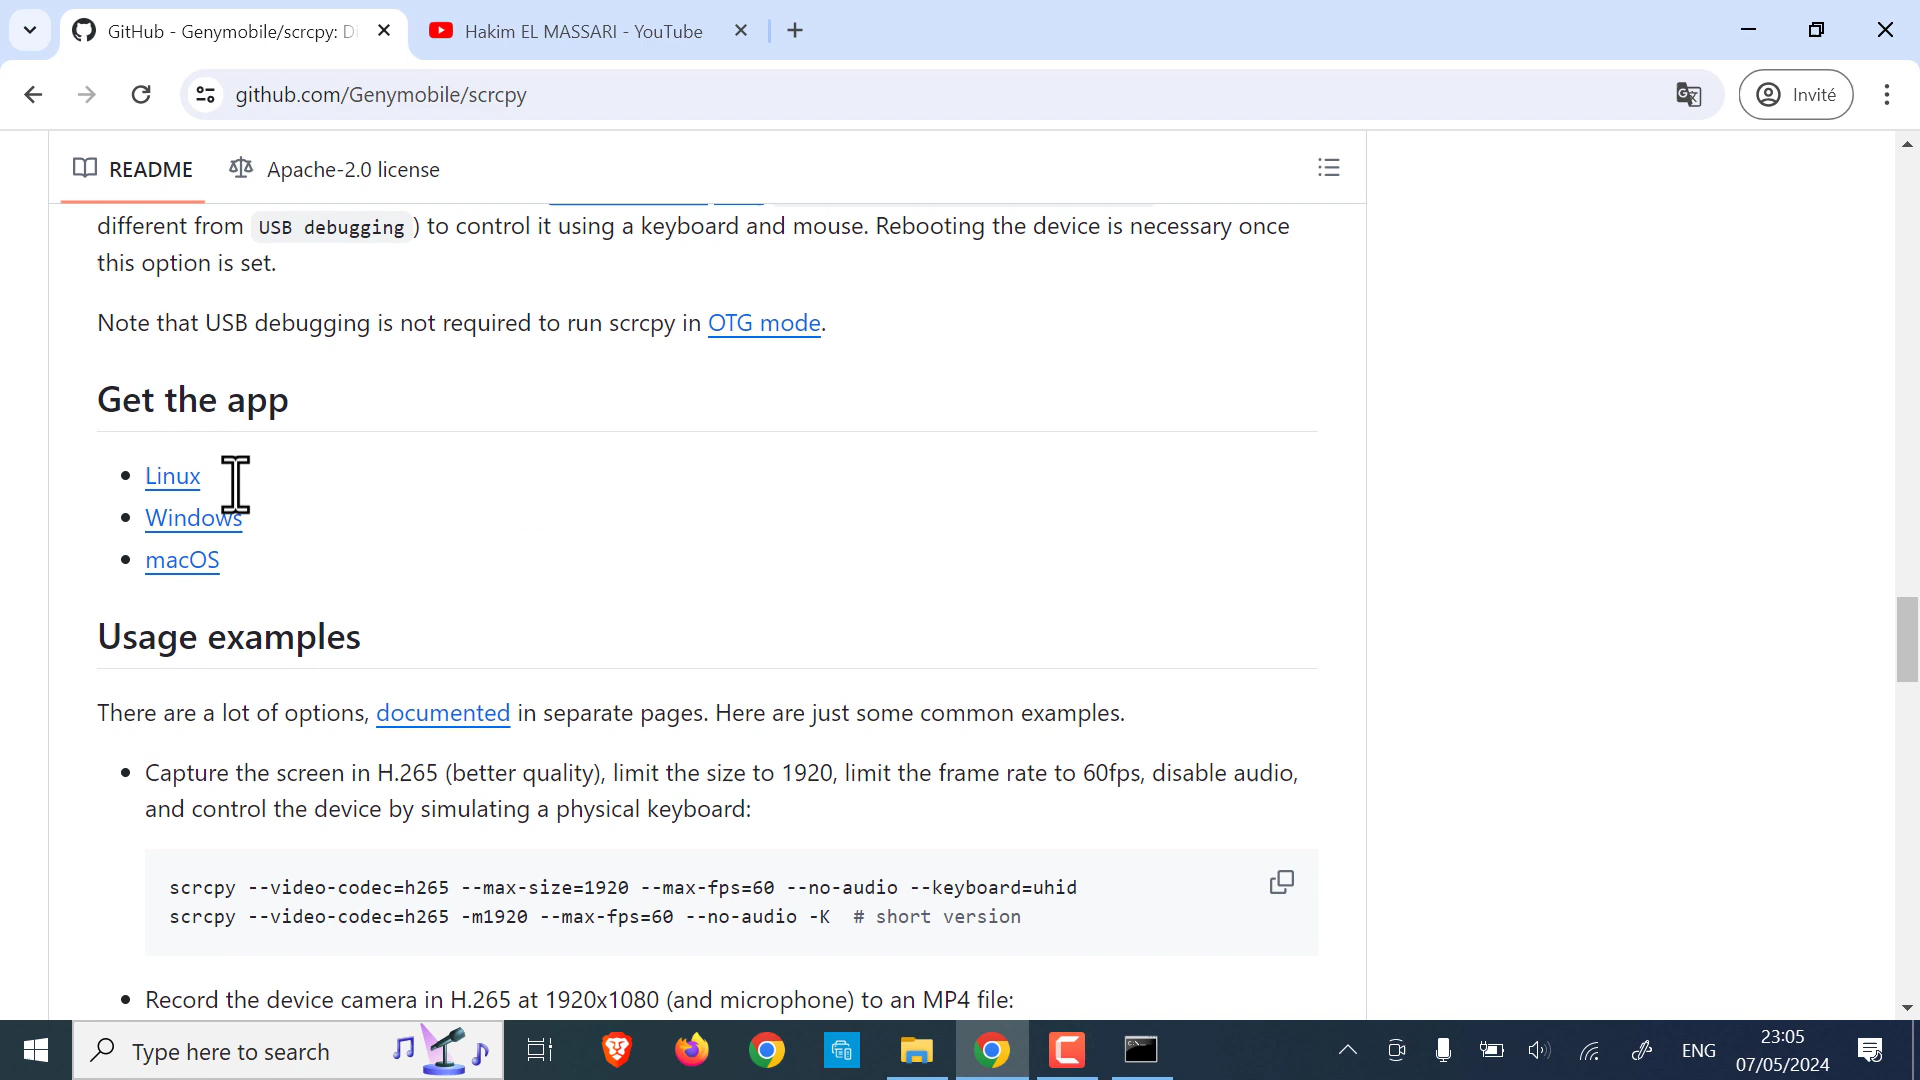 GitHub - Genymobile/scrcpy: Di
Hakim EL MASSARI - YouTube
github.com/Genymobile/scrcpy
Invité
README
Apache-2.0 license
different from USB debugging) to control it using a keyboard and mouse. Rebooting the device is necessary once
this option is set.
Note that USB debugging is not required to run scrcpy in OTG mode.
Get the app
Linux
Windows
macOS
Usage examples
There are a lot of options, documented in separate pages. Here are just some common examples.
Capture the screen in H.265 (better quality), limit the size to 1920, limit the frame rate to 60fps, disable audio,
and control the device by simulating a physical keyboard:
scrcpy --video-codec=h265 --max-size=1920 --max-fps=60 --no-audio --keyboard=uhid
scrcpy --video-codec=h265 -m1920 --max-fps=60 --no-audio -K  # short version
Record the device camera in H.265 at 1920x1080 (and microphone) to an MP4 file:
Type here to search
ENG
23:05
07/05/2024